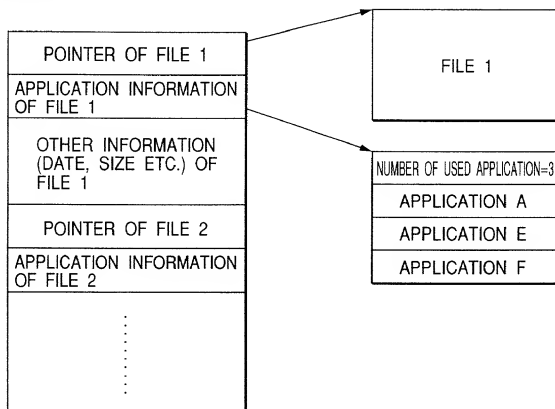 POINTER OF FILE 1
APPLICATION INFORMATION
OF FILE 1
OTHER INFORMATION
(DATE, SIZE ETC.) OF
FILE 1
POINTER OF FILE 2
APPLICATION INFORMATION
OF FILE 2
FILE 1
NUMBER OF USED APPLICATION=3
APPLICATION A
APPLICATION E
APPLICATION F